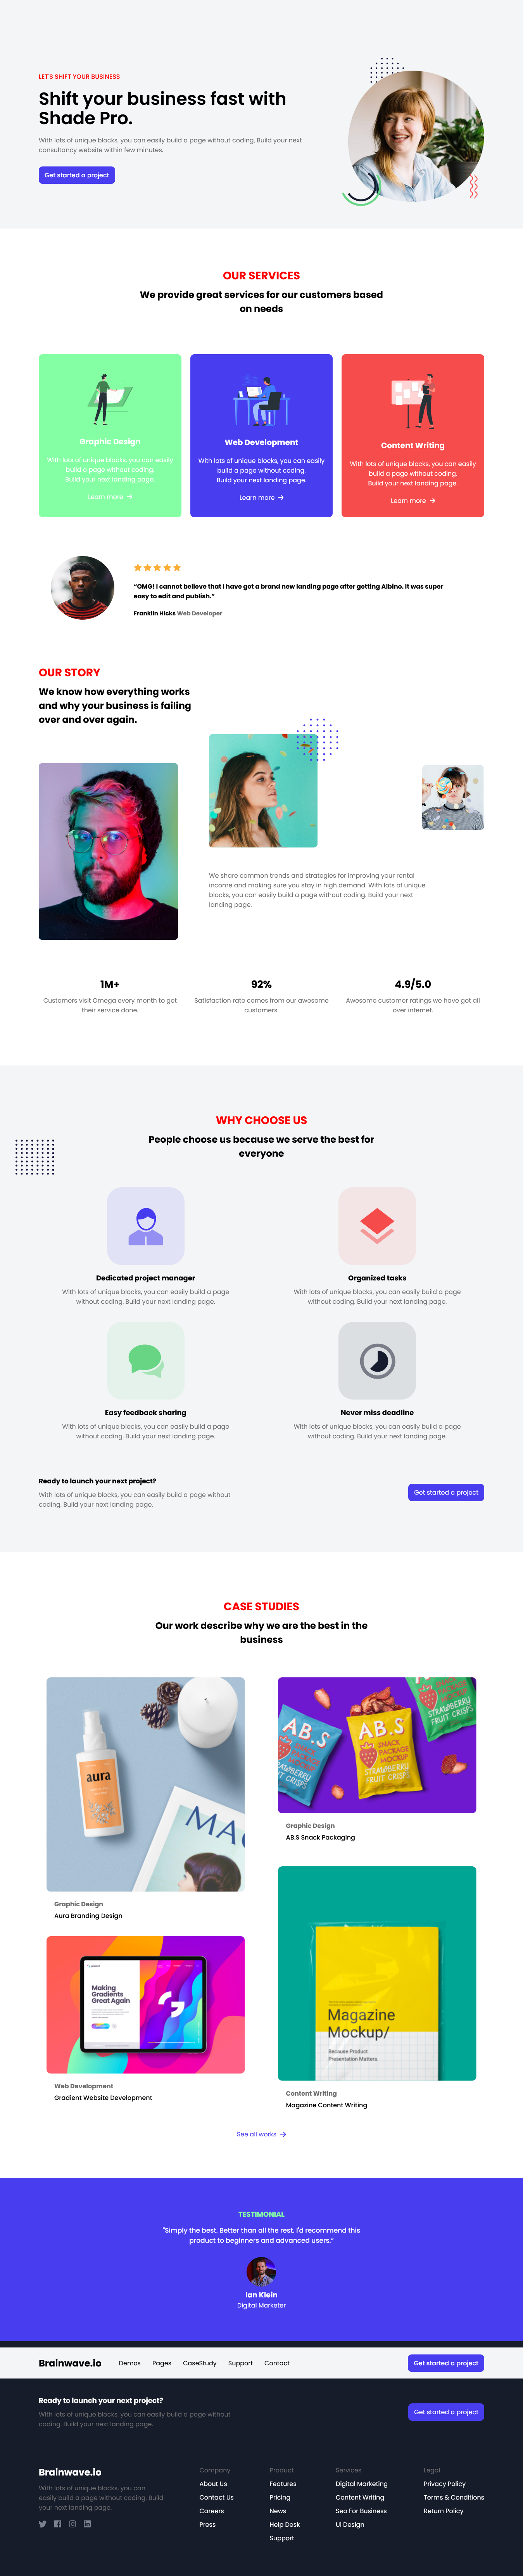 LET'S SHIFT YOUR BUSINESS
Shift your business fast with
Shade Pro.
With lots of unique blocks, you can easily build a page without coding, Build your next
consultancy website within few minutes.
Get started a project
OUR SERVICES
We provide great services for our customers based
on needs
Graphic Design
With lots of unique blocks, you can easily
build a page without coding.
Build your next landing page.
Learn more →
Web Development
With lots of unique blocks, you can easily
build a page without coding.
Build your next landing page.
Learn more →
Content Writing
With lots of unique blocks, you can easily
build a page without coding.
Build your next landing page.
Learn more →
“OMG! I cannot believe that I have got a brand new landing page after getting Albino. It was super
easy to edit and publish.”
Franklin Hicks Web Developer
OUR STORY
We know how everything works
and why your business is failing
over and over again.
We share common trends and strategies for improving your rental
income and making sure you stay in high demand. With lots of unique
blocks, you can easily build a page without coding. Build your next
landing page.
1M+
Customers visit Omega every month to get
their service done.
92%
Satisfaction rate comes from our awesome
customers.
4.9/5.0
Awesome customer ratings we have got all
over internet.
WHY CHOOSE US
People choose us because we serve the best for
everyone
Dedicated project manager
With lots of unique blocks, you can easily build a page
without coding. Build your next landing page.
Organized tasks
With lots of unique blocks, you can easily build a page
without coding. Build your next landing page.
Easy feedback sharing
With lots of unique blocks, you can easily build a page
without coding. Build your next landing page.
Never miss deadline
With lots of unique blocks, you can easily build a page
without coding. Build your next landing page.
Ready to launch your next project?
With lots of unique blocks, you can easily build a page without
coding. Build your next landing page.
Get started a project
CASE STUDIES
Our work describe why we are the best in the
business
aura
MA
Graphic Design
Aura Branding Design
AB.S
SNACK
PACKAGE
MOCKUP
STRAWBERRY
FRUIT CRISPS
AB.S
SNACK
PACKAGE
MOCKUP
STRAWBERRY
FRUIT CRISPS
STRAWBERRY
FRUIT CRISPS
Graphic Design
AB.S Snack Packaging
Making
Gradients
Great Again
Web Development
Gradient Website Development
Magazine
Mockup/
Because Product
Presentation Matters.
Content Writing
Magazine Content Writing
See all works →
TESTIMONIAL
"Simply the best. Better than all the rest. I'd recommend this
product to beginners and advanced users."
Ian Klein
Digital Marketer
Brainwave.io
Demos
Pages
CaseStudy
Support
Contact
Get started a project
Ready to launch your next project?
With lots of unique blocks, you can easily build a page without
coding. Build your next landing page.
Get started a project
Brainwave.io
With lots of unique blocks, you can
easily build a page without coding. Build
your next landing page.
Company
About Us
Contact Us
Careers
Press
Product
Features
Pricing
News
Help Desk
Support
Services
Digital Marketing
Content Writing
Seo For Business
Ui Design
Legal
Privacy Policy
Terms & Conditions
Return Policy